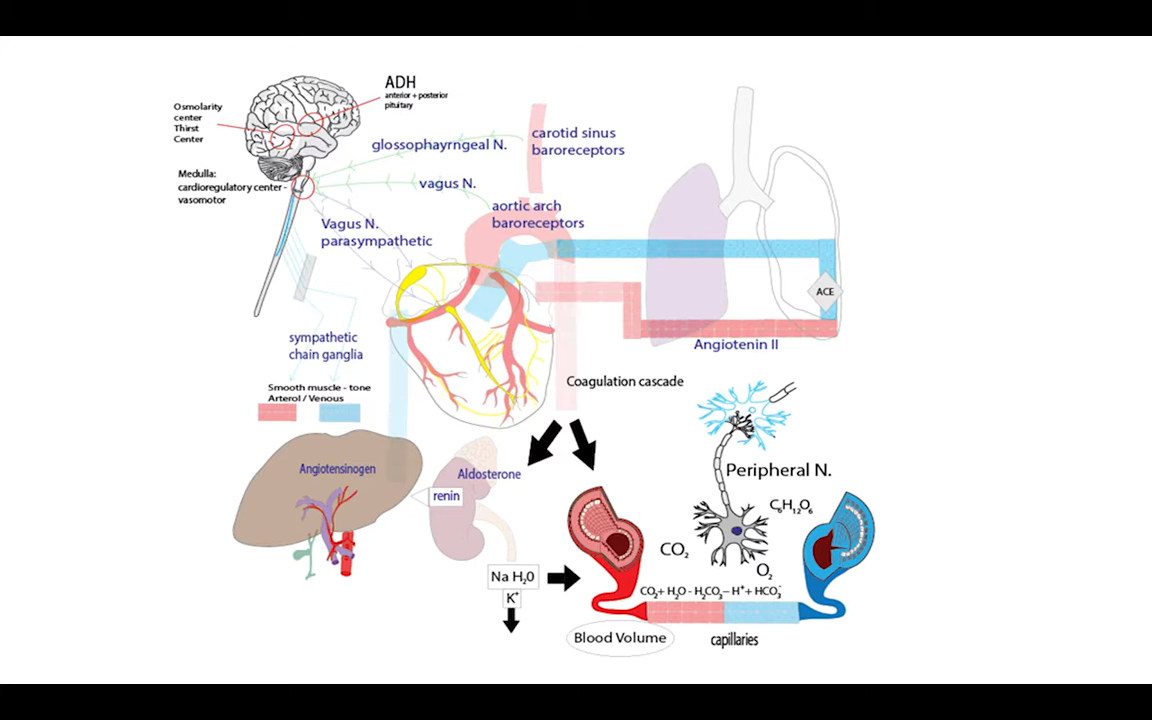 ADH
anterior + posterior
pituitary
Osmolarity
center
Thirst
Center
Medulla:
cardioregulatory center -
vasomotor
glossophayrngeal N.
carotid sinus
baroreceptors
vagus N.
aortic arch
baroreceptors
Vagus N.
parasympathetic
ACE
Angiotenin II
sympathetic
chain ganglia
Smooth muscle - tone
Arterol / Venous
Coagulation cascade
Angiotensinogen
Aldosterone
renin
Peripheral N.
C₆H₁₂O₆
CO₂
O₂
Na H₂0
K⁺
CO₂+ H₂O - H₂CO₃ – H⁺ + HCO₃⁻
Blood Volume
capillaries